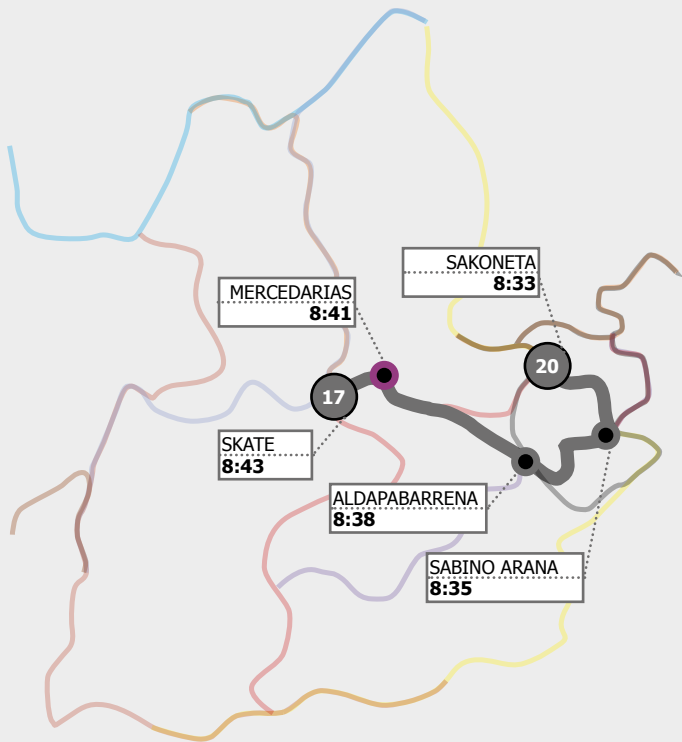 SAKONETA
8:33
MERCEDARIAS
8:41
20
17
SKATE
8:43
ALDAPABARRENA
8:38
SABINO ARANA
8:35